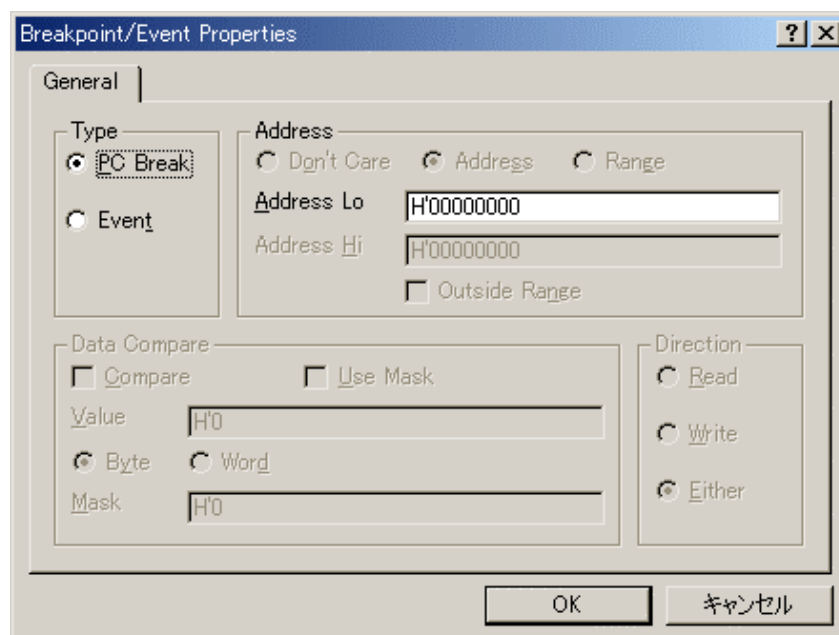 Breakpoint/Event Properties
General
Type
PC Break
Event
Address
Don't Care Address Range
Address Lo H'00000000
Address Hi H'00000000
Outside Range
Data Compare
Compare Use Mask
Value H'0
Byte Word
Mask H'0
Direction
Read
Write
Either
OK キャンセル